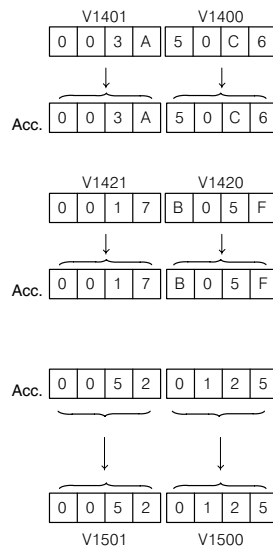 V1401 V1400
0 0 3 A 5 0 C 6
Acc. 0 0 3 A 5 0 C 6
V1421 V1420
0 0 1 7 B 0 5 F
Acc. 0 0 1 7 B 0 5 F
Acc. 0 0 5 2 0 1 2 5
0 0 5 2 0 1 2 5
V1501 V1500